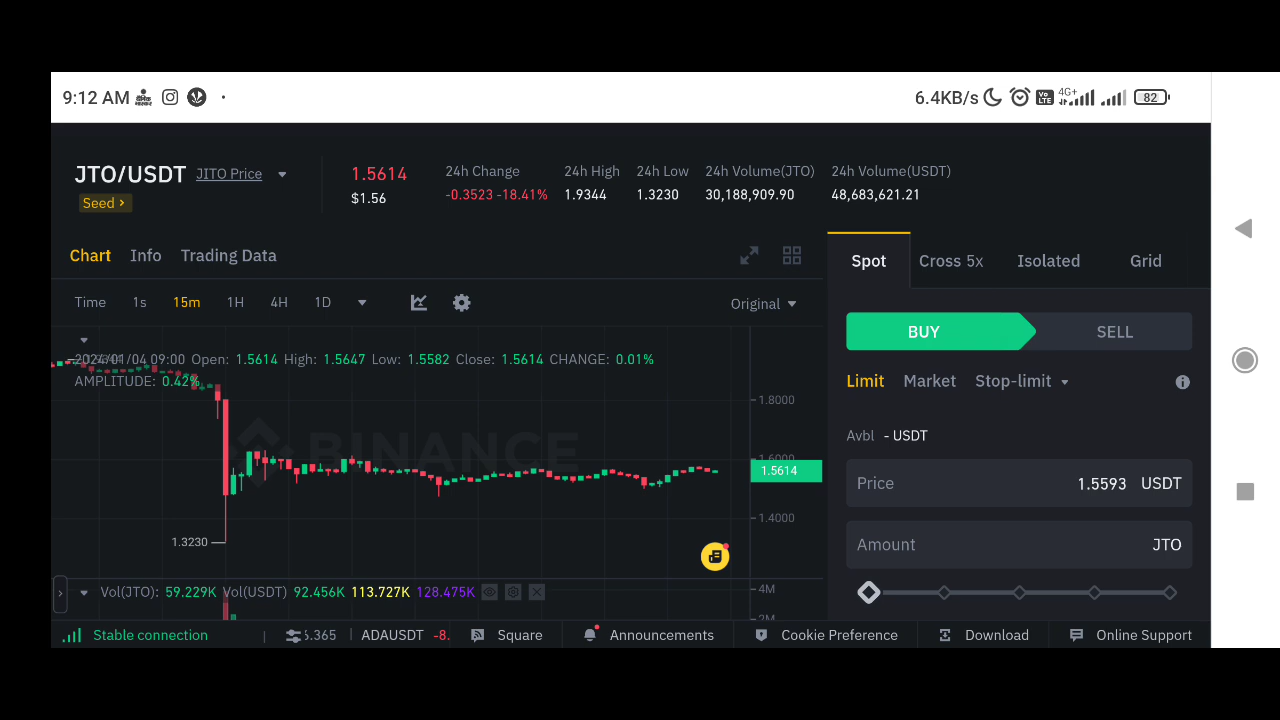 9:12 AM
6.4KB/s 4G+ Vo LTE 82
JTO/USDT JITO Price
Seed
1.5614
$1.56
24h Change
-0.3523 -18.41%
24h High
1.9344
24h Low
1.3230
24h Volume(JTO)
30,188,909.90
24h Volume(USDT)
48,683,621.21
Chart Info Trading Data
Time 1s 15m 1H 4H 1D
Original
2024/01/04 09:00 Open: 1.5614 High: 1.5647 Low: 1.5582 Close: 1.5614 CHANGE: 0.01%
AMPLITUDE: 0.42%
BINANCE
1.8000
1.6000
1.5614
1.4000
1.3230
Vol(JTO): 59.229K Vol(USDT) 92.456K 113.727K 128.475K
4M
2M
Spot Cross 5x Isolated Grid
BUY SELL
Limit Market Stop-limit
Avbl - USDT
Price 1.5593 USDT
Amount JTO
Stable connection
.365 ADAUSDT -8. Square Announcements Cookie Preference Download Online Support